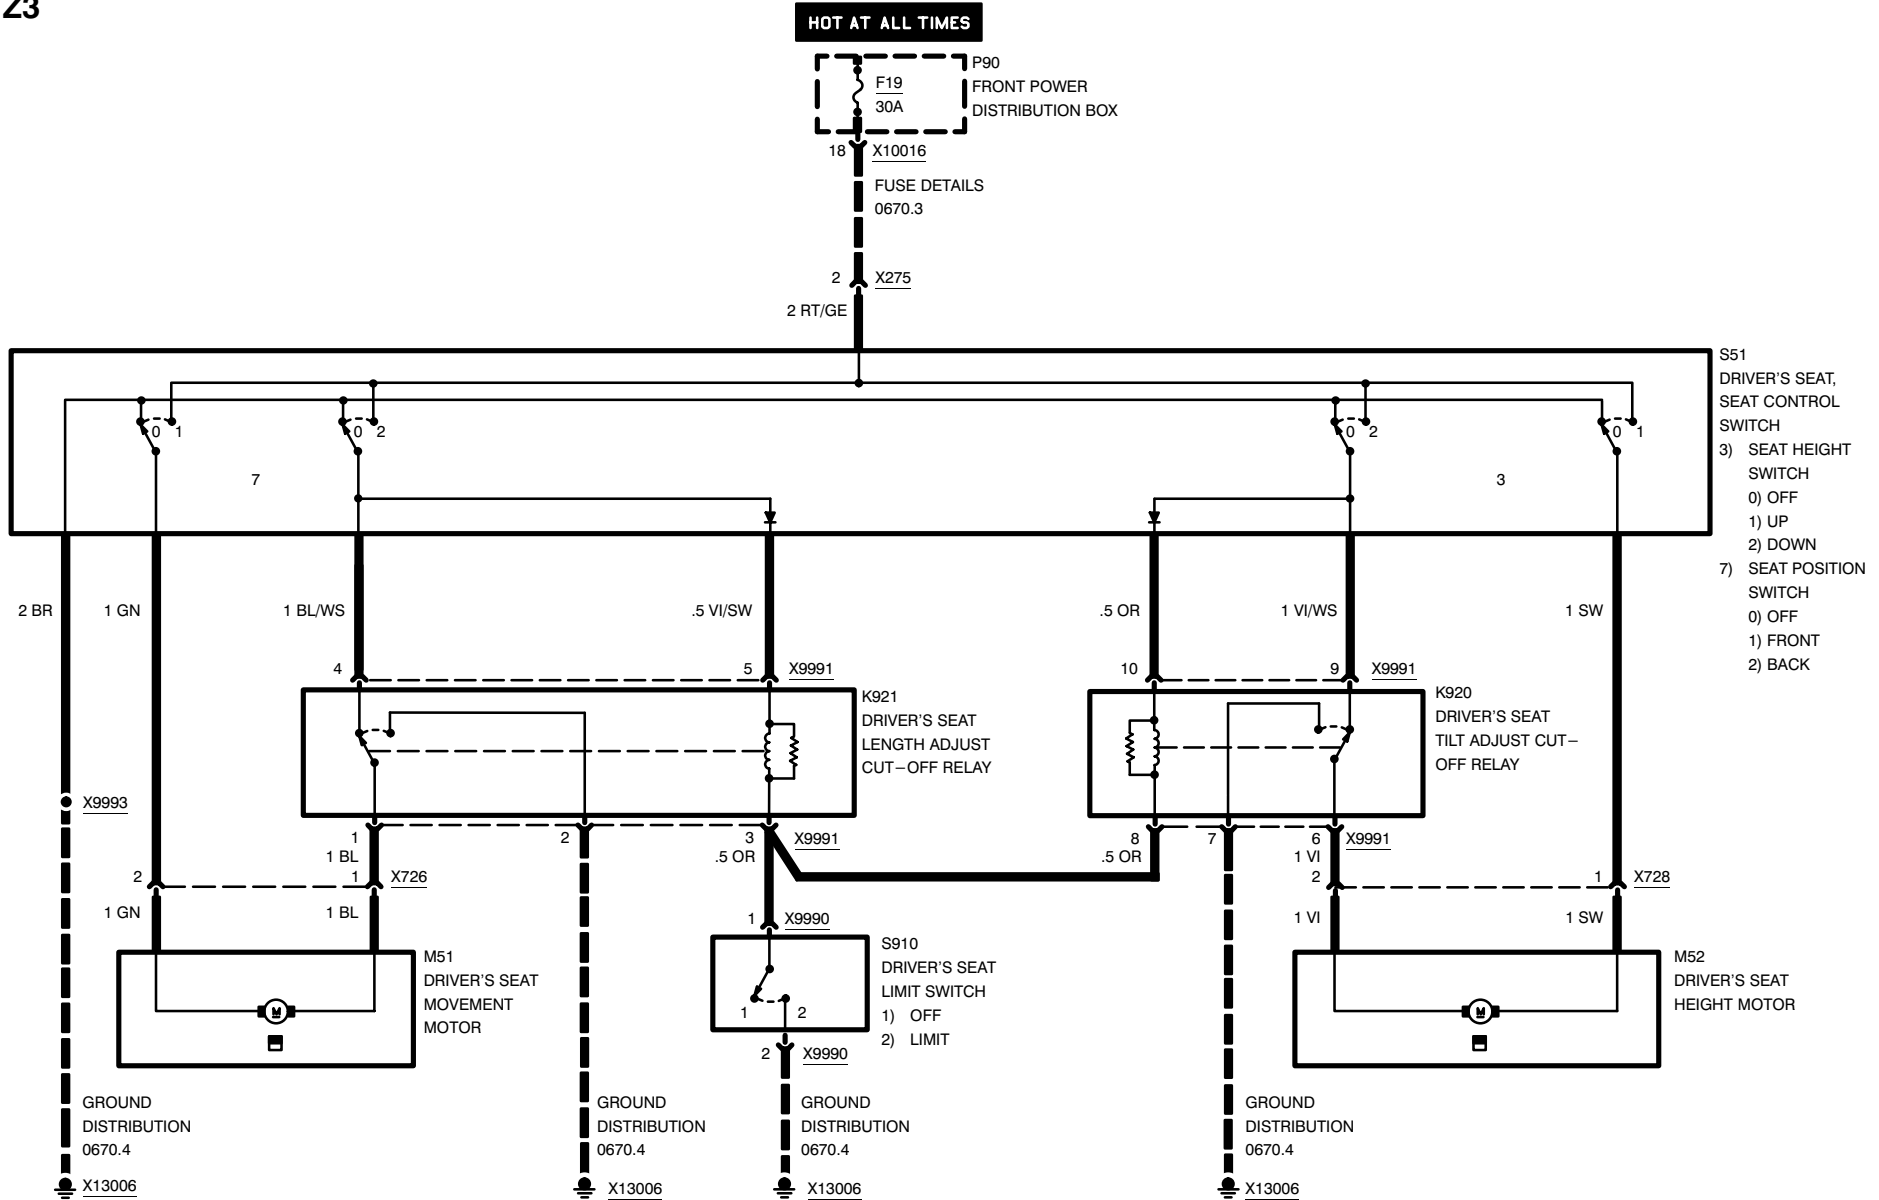 Z3
HOT AT ALL TIMES
P90
FRONT POWER
DISTRIBUTION BOX
F19
30A
18
X10016
FUSE DETAILS
0670.3
2
X275
2 RT/GE
S51
DRIVER'S SEAT,
SEAT CONTROL
SWITCH
3) SEAT HEIGHT
SWITCH
0) OFF
1) UP
2) DOWN
7) SEAT POSITION
SWITCH
0) OFF
1) FRONT
2) BACK
0 1
0 2
0 2
0 1
7
3
2 BR
1 GN
1 BL/WS
.5 VI/SW
.5 OR
1 VI/WS
1 SW
4
5
X9991
10
9
X9991
K921
DRIVER'S SEAT
LENGTH ADJUST
CUT−OFF RELAY
K920
DRIVER'S SEAT
TILT ADJUST CUT−
OFF RELAY
X9993
1
2
3
X9991
8
7
6
X9991
1 BL
.5 OR
.5 OR
1 VI
2
1
X726
2
1
X728
1 GN
1 BL
1
X9990
1 VI
1 SW
M51
DRIVER'S SEAT
MOVEMENT
MOTOR
M
S910
DRIVER'S SEAT
LIMIT SWITCH
1) OFF
2) LIMIT
1
2
M52
DRIVER'S SEAT
HEIGHT MOTOR
M
2
X9990
GROUND
DISTRIBUTION
0670.4
GROUND
DISTRIBUTION
0670.4
GROUND
DISTRIBUTION
0670.4
GROUND
DISTRIBUTION
0670.4
X13006
X13006
X13006
X13006